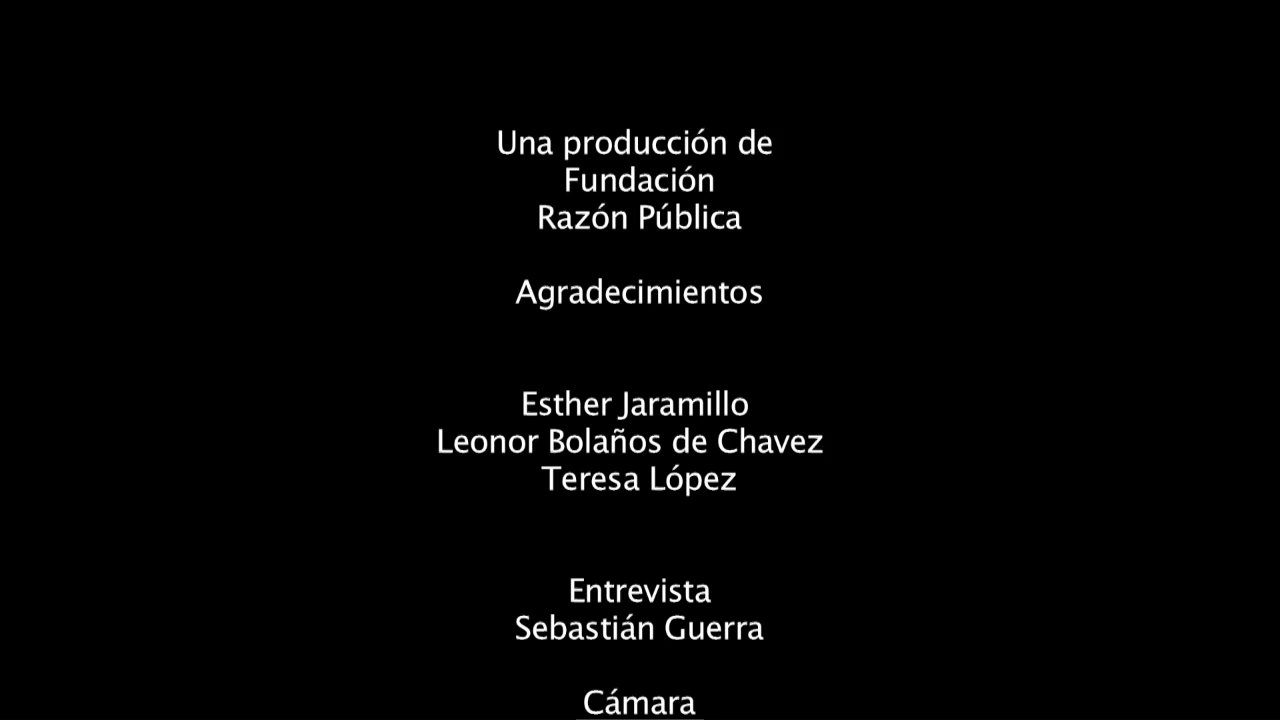 Una producción de
Fundación
Razón Pública
Agradecimientos
Esther Jaramillo
Leonor Bolaños de Chavez
Teresa López
Entrevista
Sebastián Guerra
Cámara